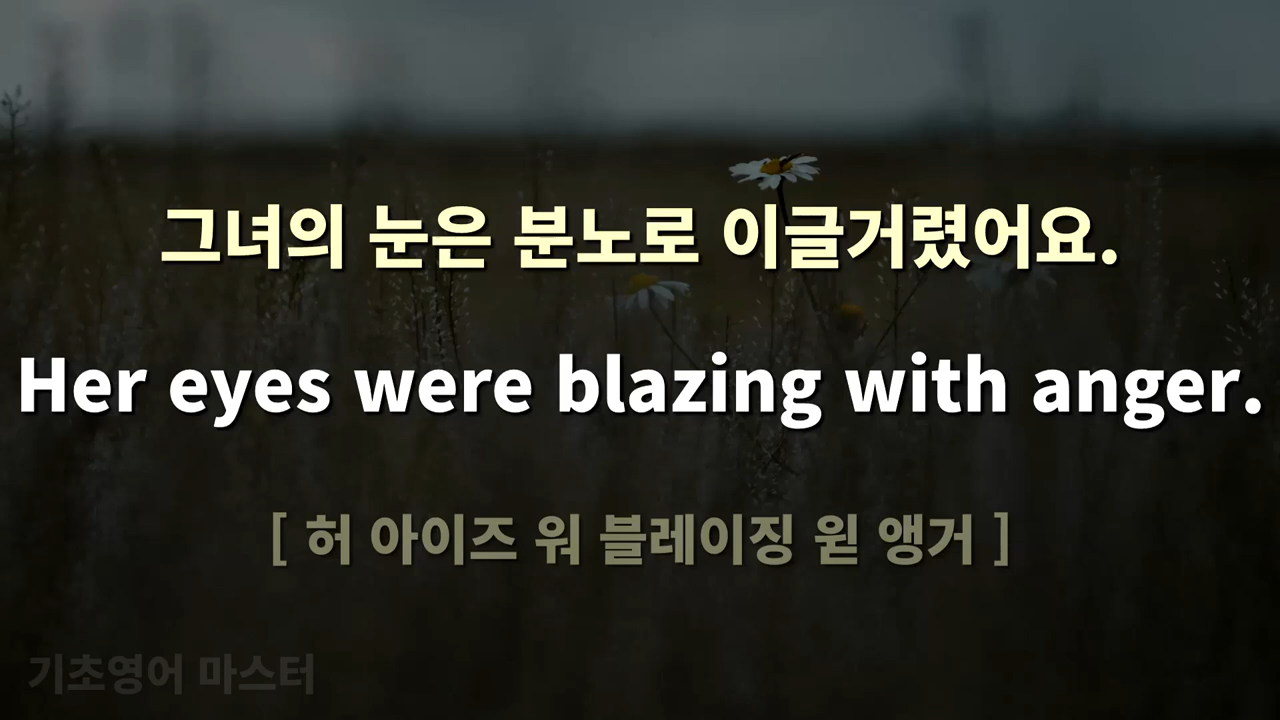 그녀의 눈은 분노로 이글거렸어요.
Her eyes were blazing with anger.
[ 허 아이즈 워 블레이징 윋 앵거 ]
기초영어 마스터